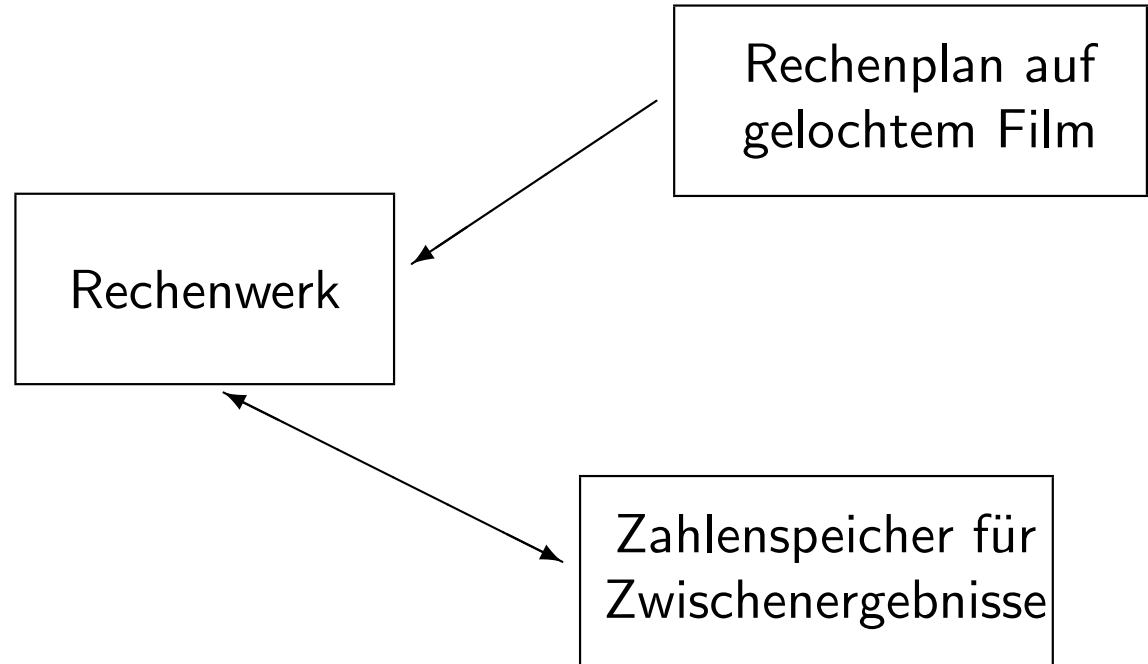 Rechenplan auf
gelochtem Film
Rechenwerk
Zahlenspeicher für
Zwischenergebnisse